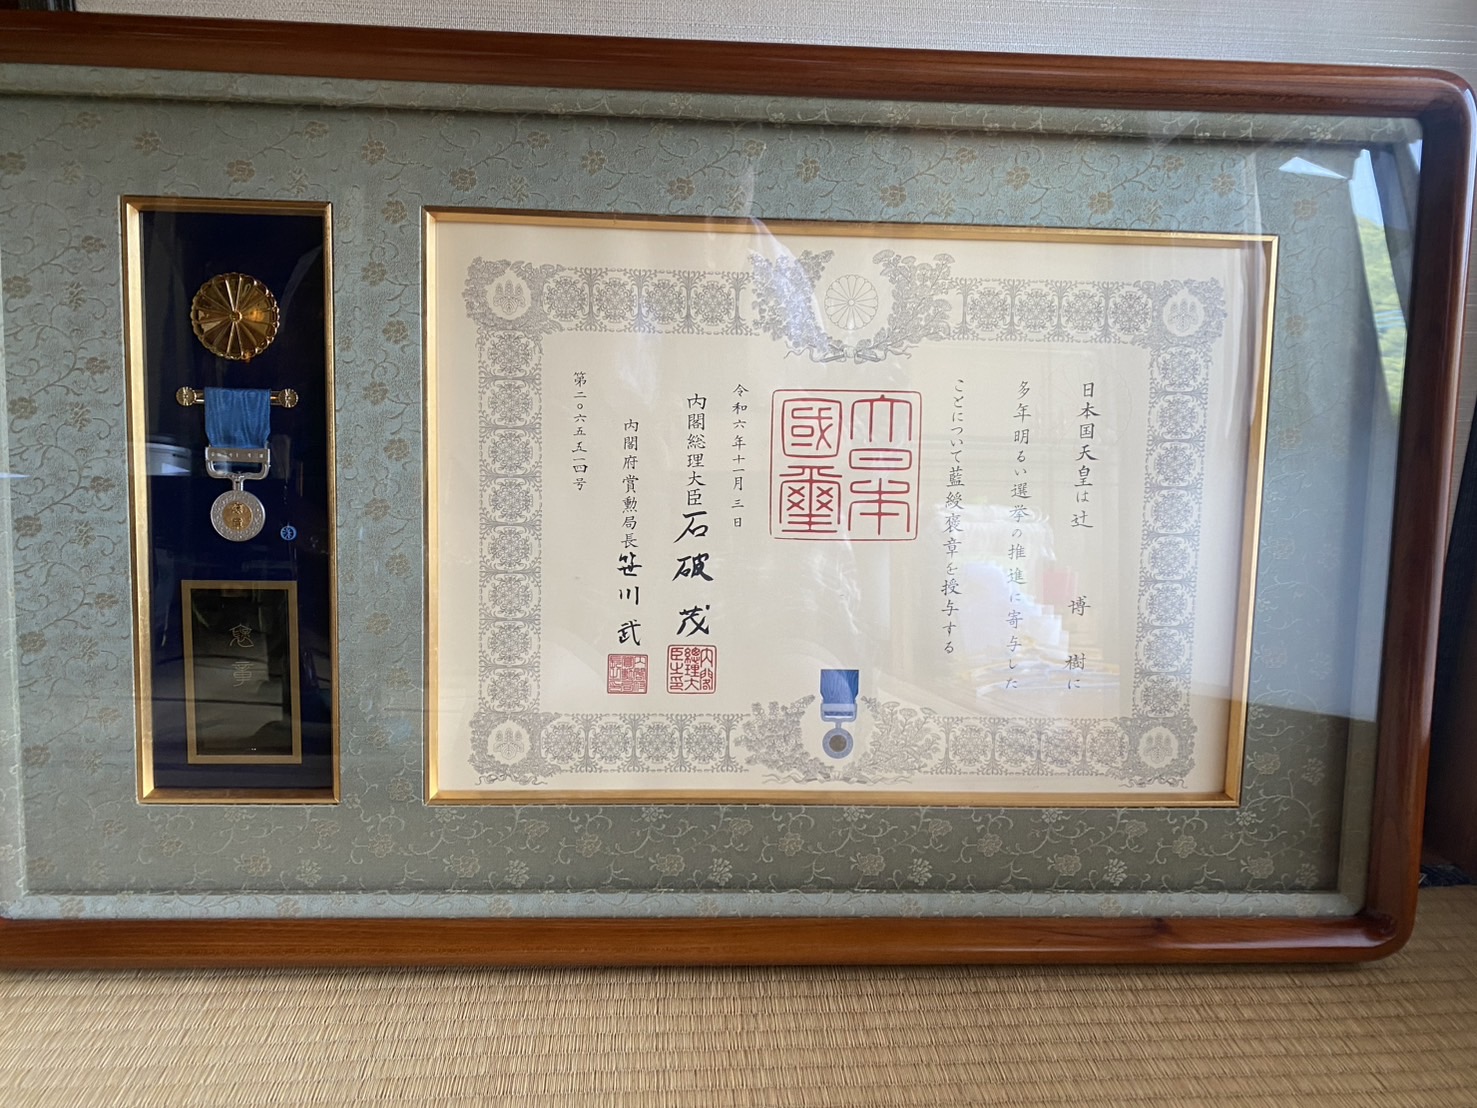 日本国天皇は辻博樹に
多年明るい選挙の推進に寄与した
ことについて藍綬褒章を授与する
大日本
國璽
令和六年十一月三日
内閣総理大臣石破茂
内閣総理大臣之印
内閣府賞勲局長笹川武
第二〇六五五一四号
褒章